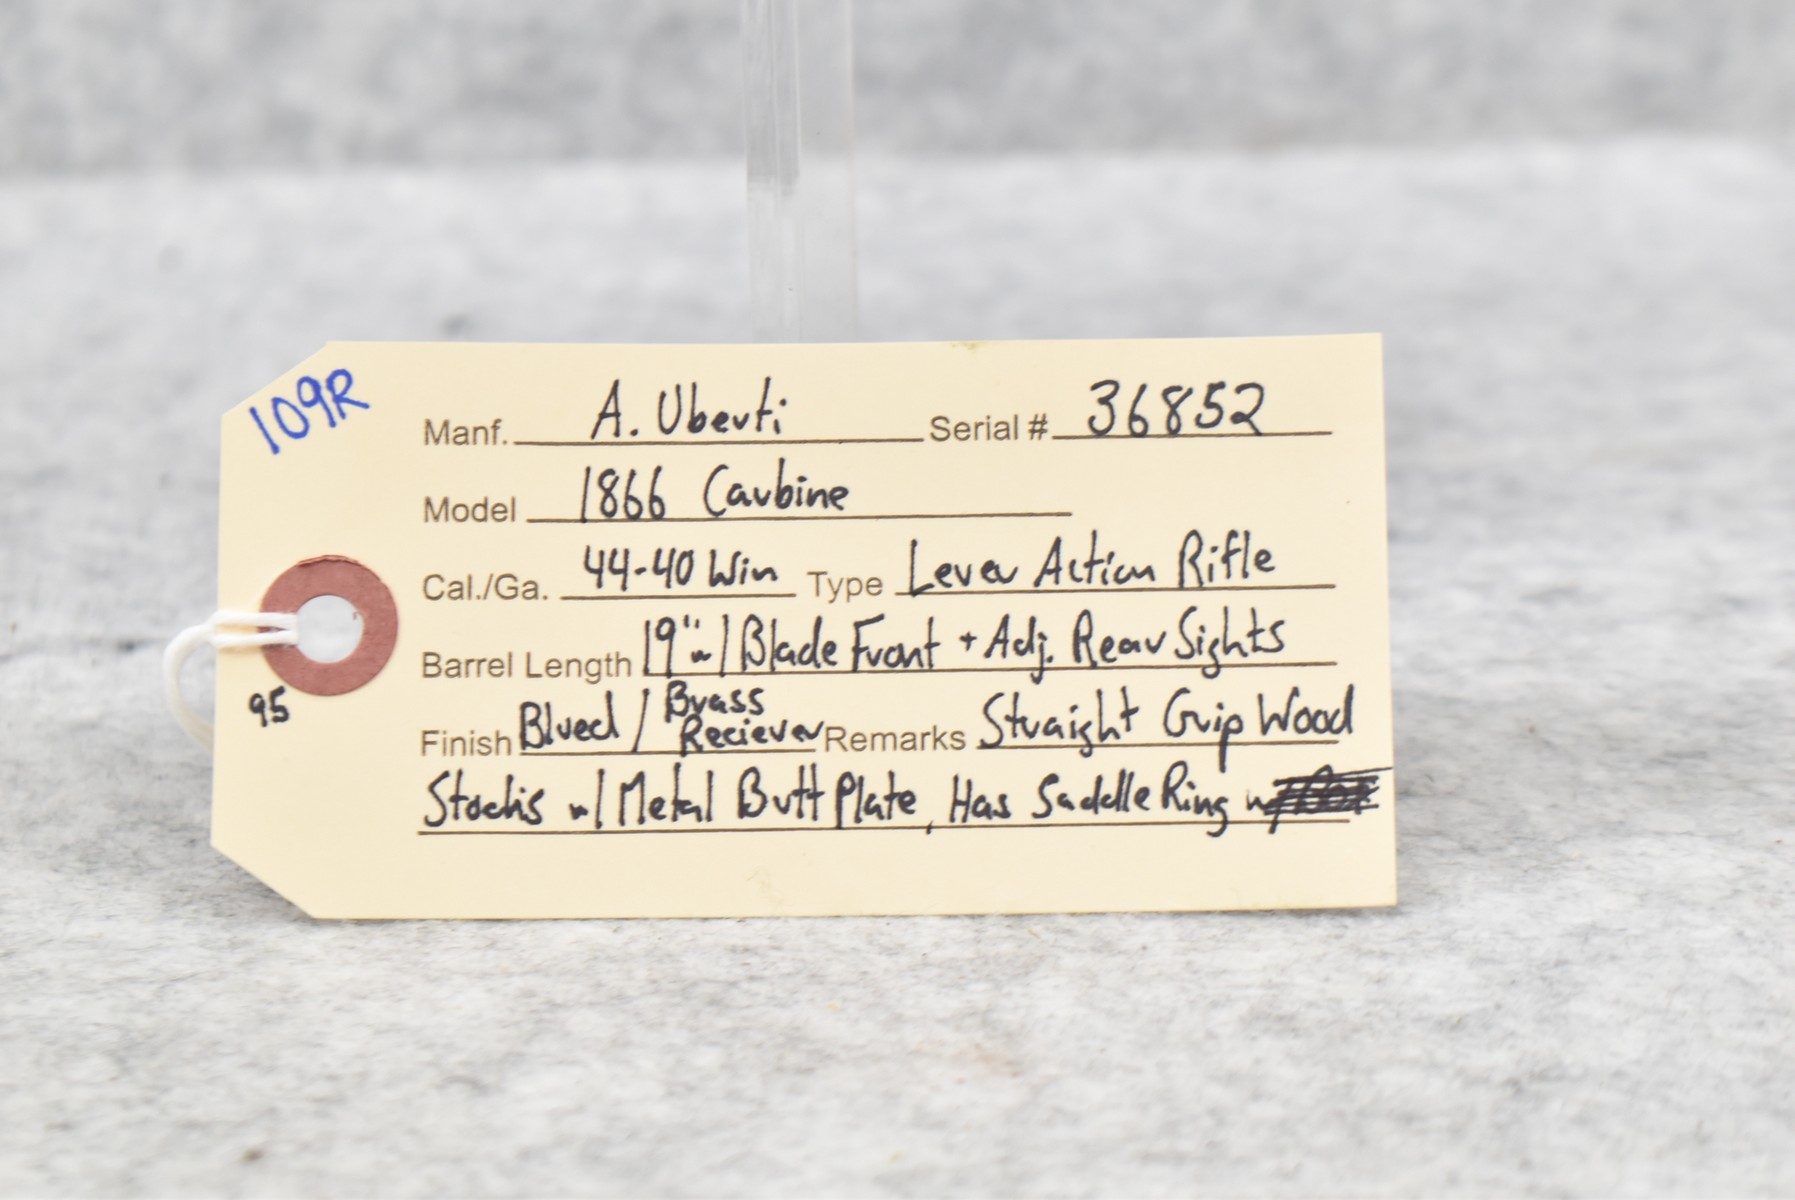 109R
Manf. A. Uberti Serial # 36852
Model 1866 Carbine
Cal./Ga. 44-40 Win Type Lever Action Rifle
Barrel Length 19" w/ Blade Front + Adj. Rear Sights
95
Finish Blued / Brass Reciever Remarks Straight Grip Wood
Stocks w/ Metal Butt Plate, Has Saddle Ring